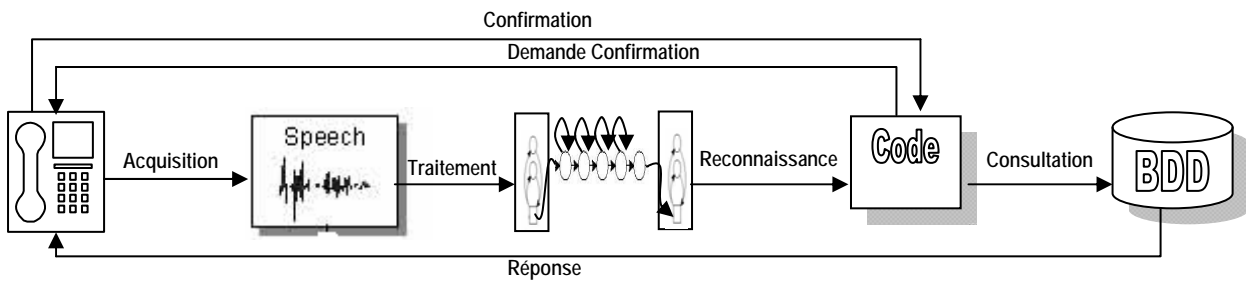 Confirmation
Demande Confirmation
Speech
Acquisition
Traitement
Reconnaissance
Code
Consultation
BDD
Réponse